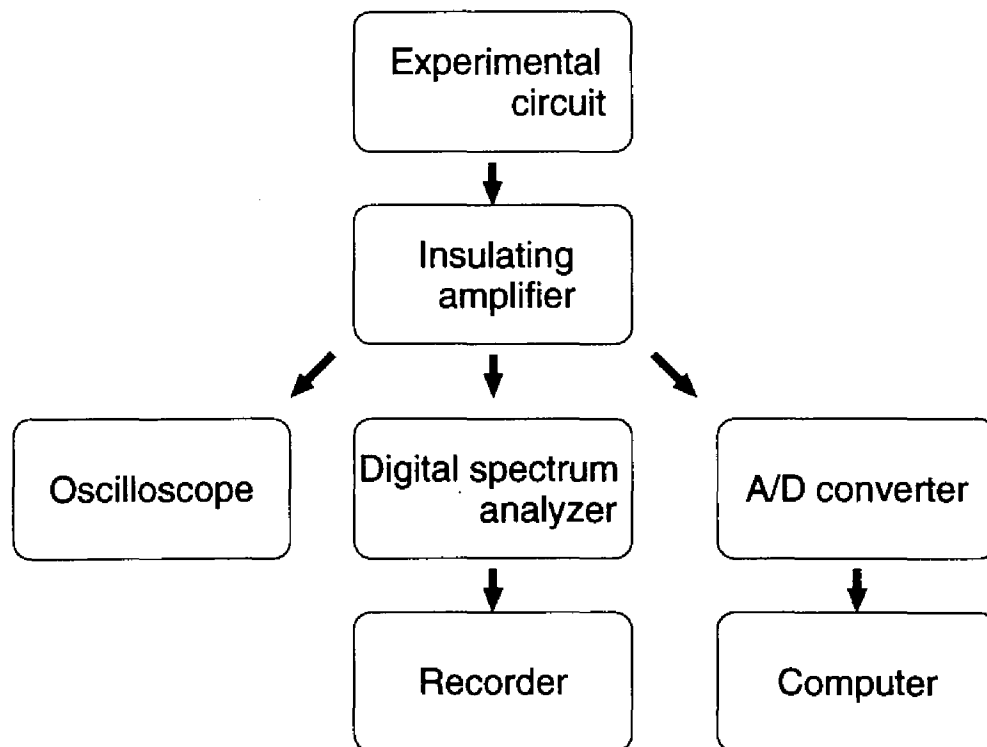 Experimental
circuit
Insulating
amplifier
Oscilloscope
Digital spectrum
analyzer
A/D converter
Recorder
Computer